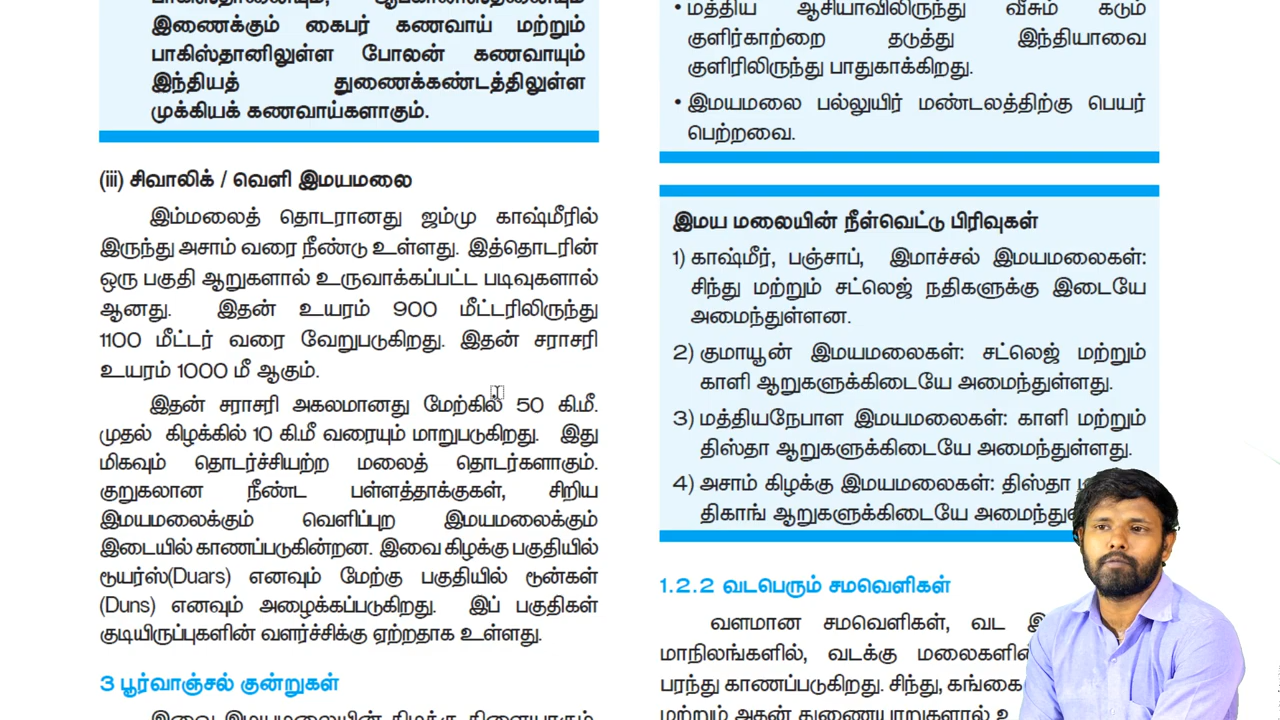 இணைக்கும் கைபர் கணவாய் மற்றும்
பாகிஸ்தானிலுள்ள போலன் கணவாயும்
இந்தியத் துணைக்கண்டத்திலுள்ள
முக்கியக் கணவாய்களாகும்.
(iii) சிவாலிக் / வெளி இமயமலை
இம்மலைத் தொடரானது ஜம்மு காஷ்மீரில்
இருந்து அசாம் வரை நீண்டு உள்ளது. இத்தொடரின்
ஒரு பகுதி ஆறுகளால் உருவாக்கப்பட்ட படிவுகளால்
ஆனது. இதன் உயரம் 900 மீட்டரிலிருந்து
1100 மீட்டர் வரை வேறுபடுகிறது. இதன் சராசரி
உயரம் 1000 மீ ஆகும்.
இதன் சராசரி அகலமானது மேற்கில் 50 கி.மீ.
முதல் கிழக்கில் 10 கி.மீ வரையும் மாறுபடுகிறது. இது
மிகவும் தொடர்ச்சியற்ற மலைத் தொடர்களாகும்.
குறுகலான நீண்ட பள்ளத்தாக்குகள், சிறிய
இமயமலைக்கும் வெளிப்புற இமயமலைக்கும்
இடையில் காணப்படுகின்றன. இவை கிழக்கு பகுதியில்
டூயர்ஸ்(Duars) எனவும் மேற்கு பகுதியில் டூன்கள்
(Duns) எனவும் அழைக்கப்படுகிறது. இப் பகுதிகள்
குடியிருப்புகளின் வளர்ச்சிக்கு ஏற்றதாக உள்ளது.
3 பூர்வாஞ்சல் குன்றுகள்
இவை இமயமலையின் கிழக்கு கிளையாகும்.
• மத்திய ஆசியாவிலிருந்து வீசும் கடும்
குளிர்காற்றை தடுத்து இந்தியாவை
குளிரிலிருந்து பாதுகாக்கிறது.
• இமயமலை பல்லுயிர் மண்டலத்திற்கு பெயர்
பெற்றவை.
இமய மலையின் நீள்வெட்டு பிரிவுகள்
1) காஷ்மீர், பஞ்சாப், இமாச்சல் இமயமலைகள்:
சிந்து மற்றும் சட்லெஜ் நதிகளுக்கு இடையே
அமைந்துள்ளன.
2) குமாயூன் இமயமலைகள்: சட்லெஜ் மற்றும்
காளி ஆறுகளுக்கிடையே அமைந்துள்ளது.
3) மத்தியநேபாள இமயமலைகள்: காளி மற்றும்
திஸ்தா ஆறுகளுக்கிடையே அமைந்துள்ளது.
4) அசாம் கிழக்கு இமயமலைகள்: திஸ்தா
திகாங் ஆறுகளுக்கிடையே
1.2.2 வடபெரும் சமவெளிகள்
வளமான சமவெளிகள், வட
மாநிலங்களில், வடக்கு மலைகளின்
பரந்து காணப்படுகிறது. சிந்து, கங்கை
மற்றும் அதன் துணையாறுகளால்